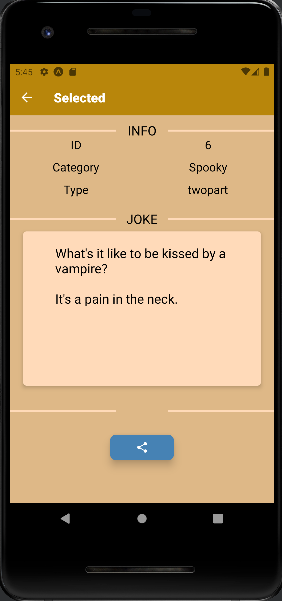 5:45
Selected
INFO
ID 6
Category Spooky
Type twopart
JOKE
What's it like to be kissed by a
vampire?
It's a pain in the neck.